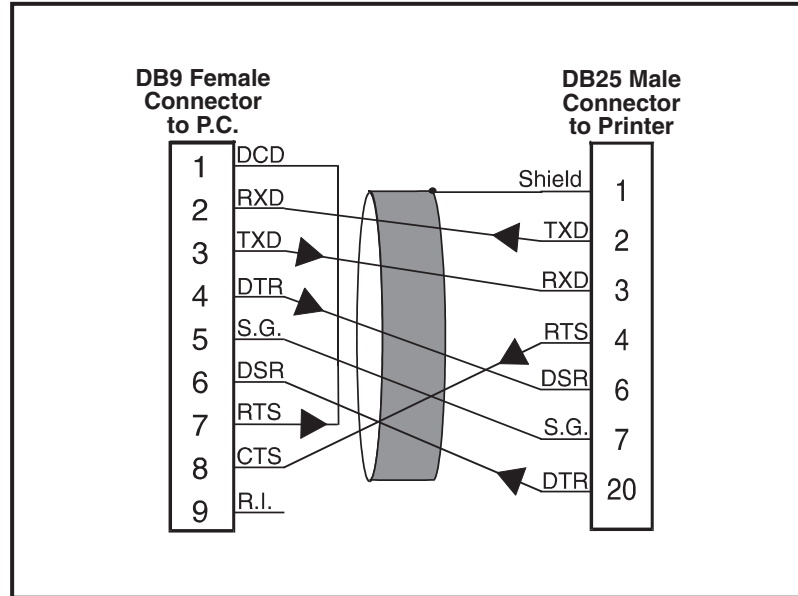 DB9 Female
Connector
to P.C.
1 DCD
2 RXD
3 TXD
4 DTR
5 S.G.
6 DSR
7 RTS
8 CTS
9 R.I.
DB25 Male
Connector
to Printer
Shield 1
TXD 2
RXD 3
RTS 4
DSR 6
S.G. 7
DTR 20